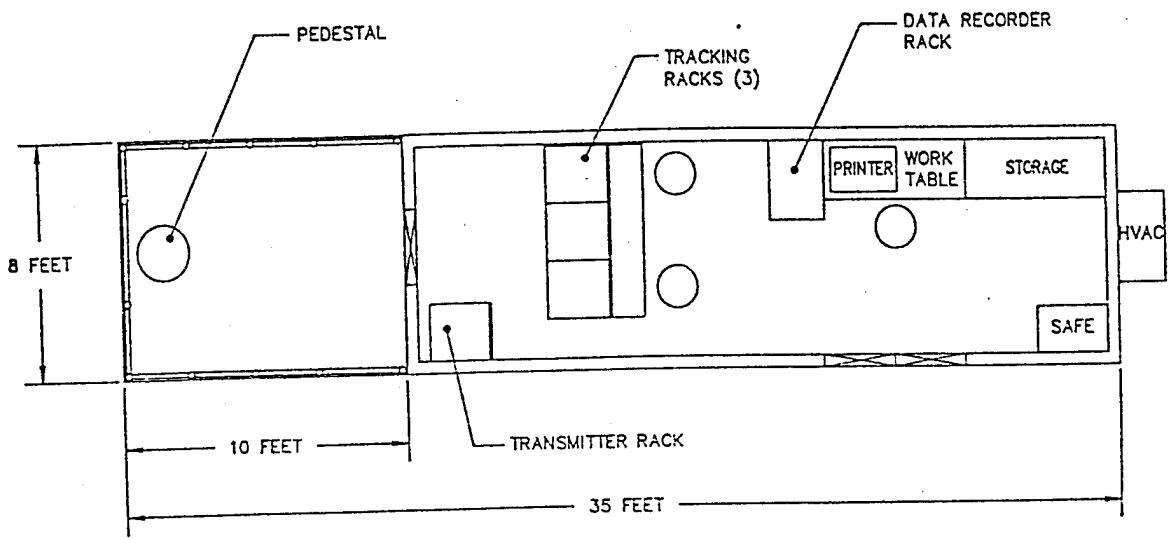 PEDESTAL
TRACKING
RACKS (3)
DATA RECORDER
RACK
PRINTER
WORK
TABLE
STORAGE
HVAC
8 FEET
SAFE
10 FEET
TRANSMITTER RACK
35 FEET